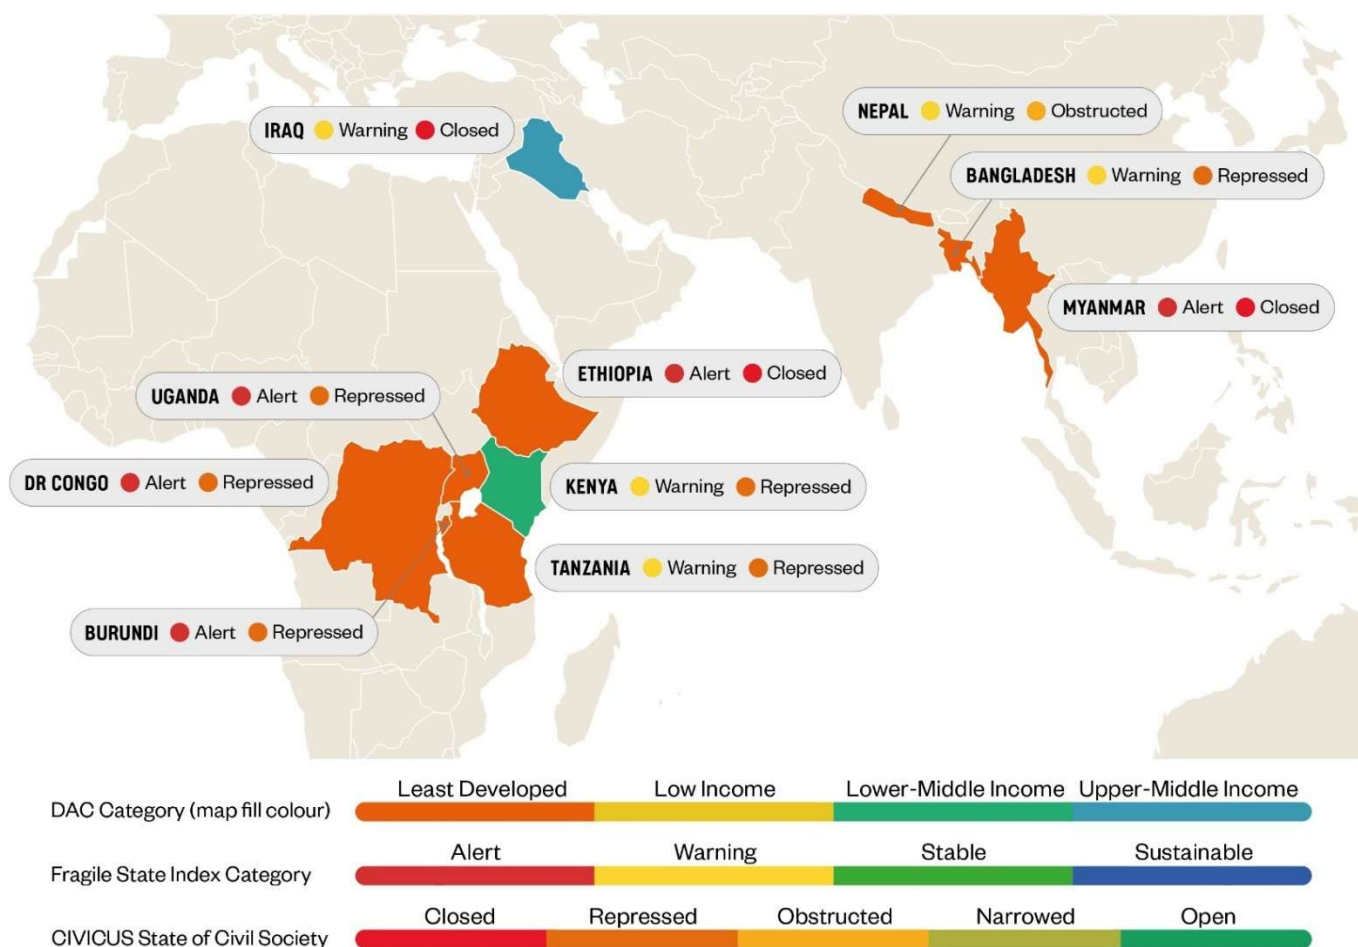 IRAQ Warning Closed
NEPAL Warning Obstructed
BANGLADESH Warning Repressed
MYANMAR Alert Closed
ETHIOPIA Alert Closed
UGANDA Alert Repressed
DR CONGO Alert Repressed
KENYA Warning Repressed
TANZANIA Warning Repressed
BURUNDI Alert Repressed
Least Developed Low Income Lower-Middle Income Upper-Middle Income
DAC Category (map fill colour)
Alert Warning Stable Sustainable
Fragile State Index Category
Closed Repressed Obstructed Narrowed Open
CIVICUS State of Civil Society